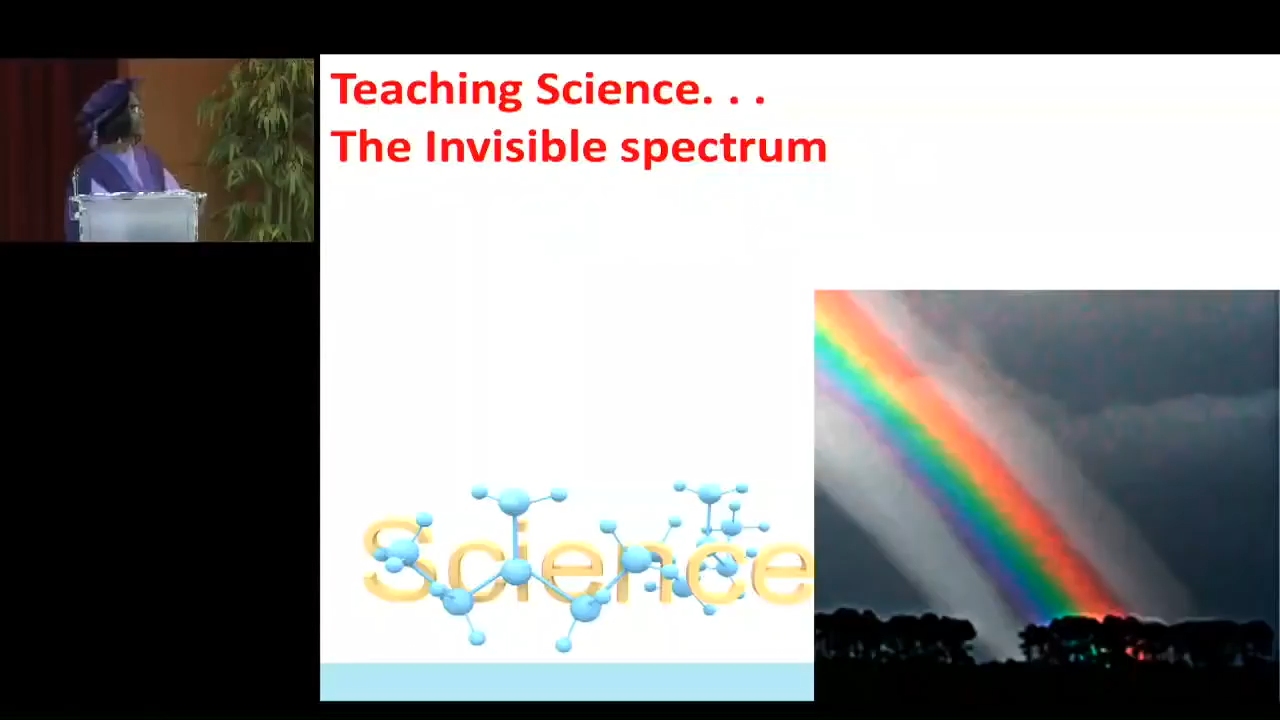 Teaching Science. . .
The Invisible spectrum
Science